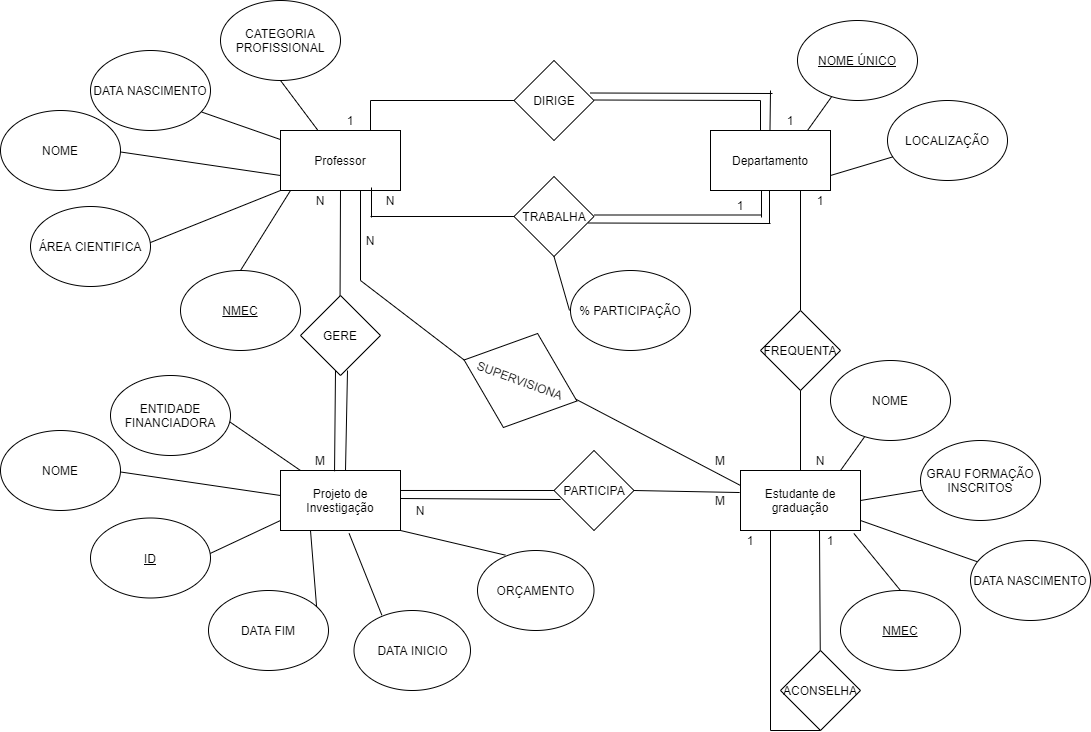 CATEGORIA
PROFISSIONAL
NOME ÚNICO
DATA NASCIMENTO
DIRIGE
1
1
NOME
Professor
Departamento
LOCALIZAÇÃO
N
N
1
1
TRABALHA
N
ÁREA CIENTIFICA
NMEC
% PARTICIPAÇÃO
GERE
FREQUENTA
SUPERVISIONA
ENTIDADE
FINANCIADORA
NOME
M
M
N
NOME
GRAU FORMAÇÃO
INSCRITOS
Projeto de
Investigação
PARTICIPA
Estudante de
graduação
N
M
1
1
ID
ORÇAMENTO
DATA NASCIMENTO
DATA FIM
DATA INICIO
NMEC
ACONSELHA